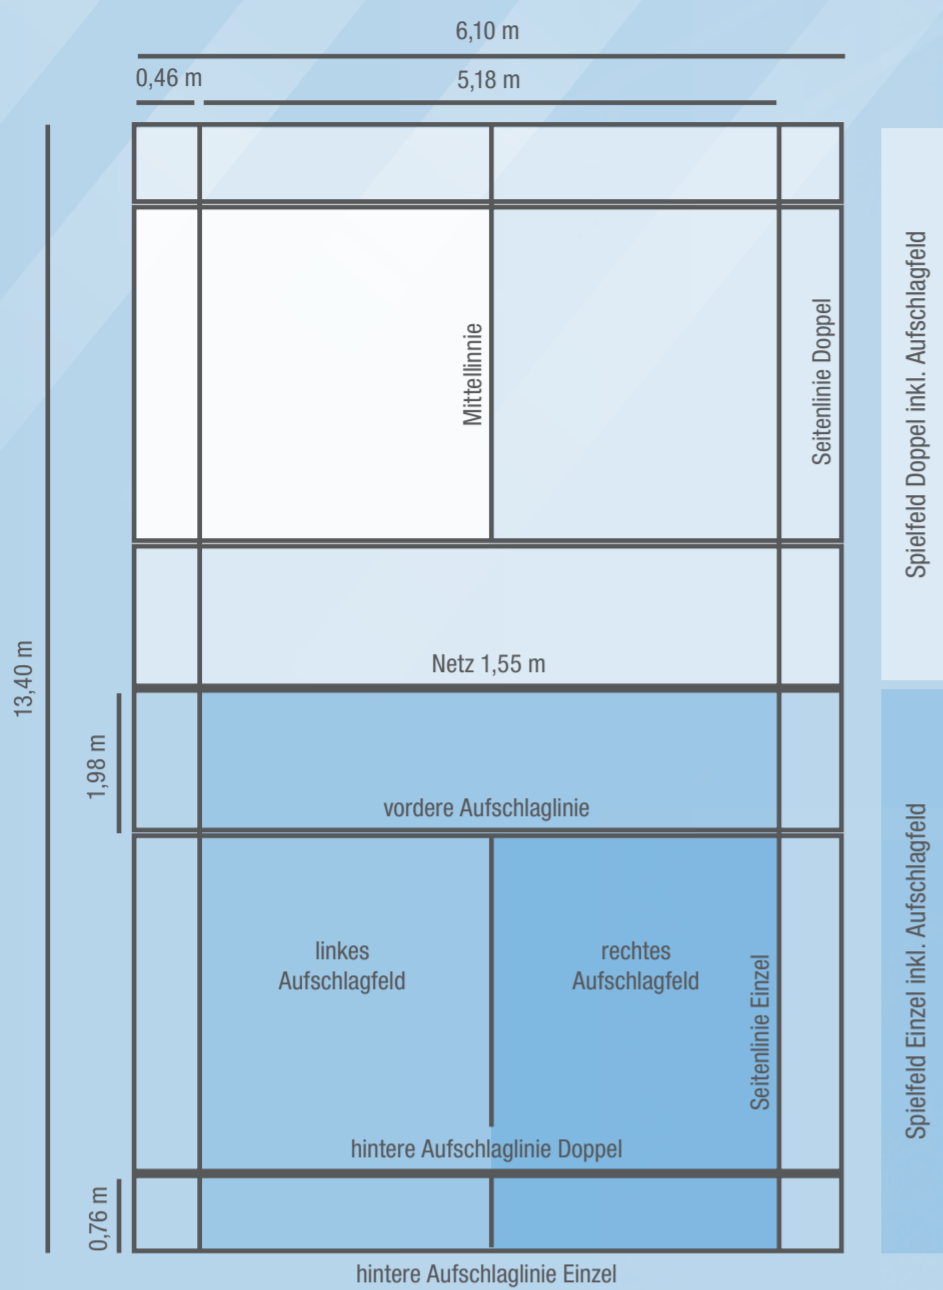 6,10 m
0,46 m
5,18 m
Mittellinnie
Seitenlinie Doppel
Spielfeld Doppel inkl. Aufschlagfeld
13,40 m
Netz 1,55 m
1,98 m
vordere Aufschlaglinie
linkes
Aufschlagfeld
rechtes
Aufschlagfeld
Seitenlinie Einzel
Spielfeld Einzel inkl. Aufschlagfeld
hintere Aufschlaglinie Doppel
0,76 m
hintere Aufschlaglinie Einzel